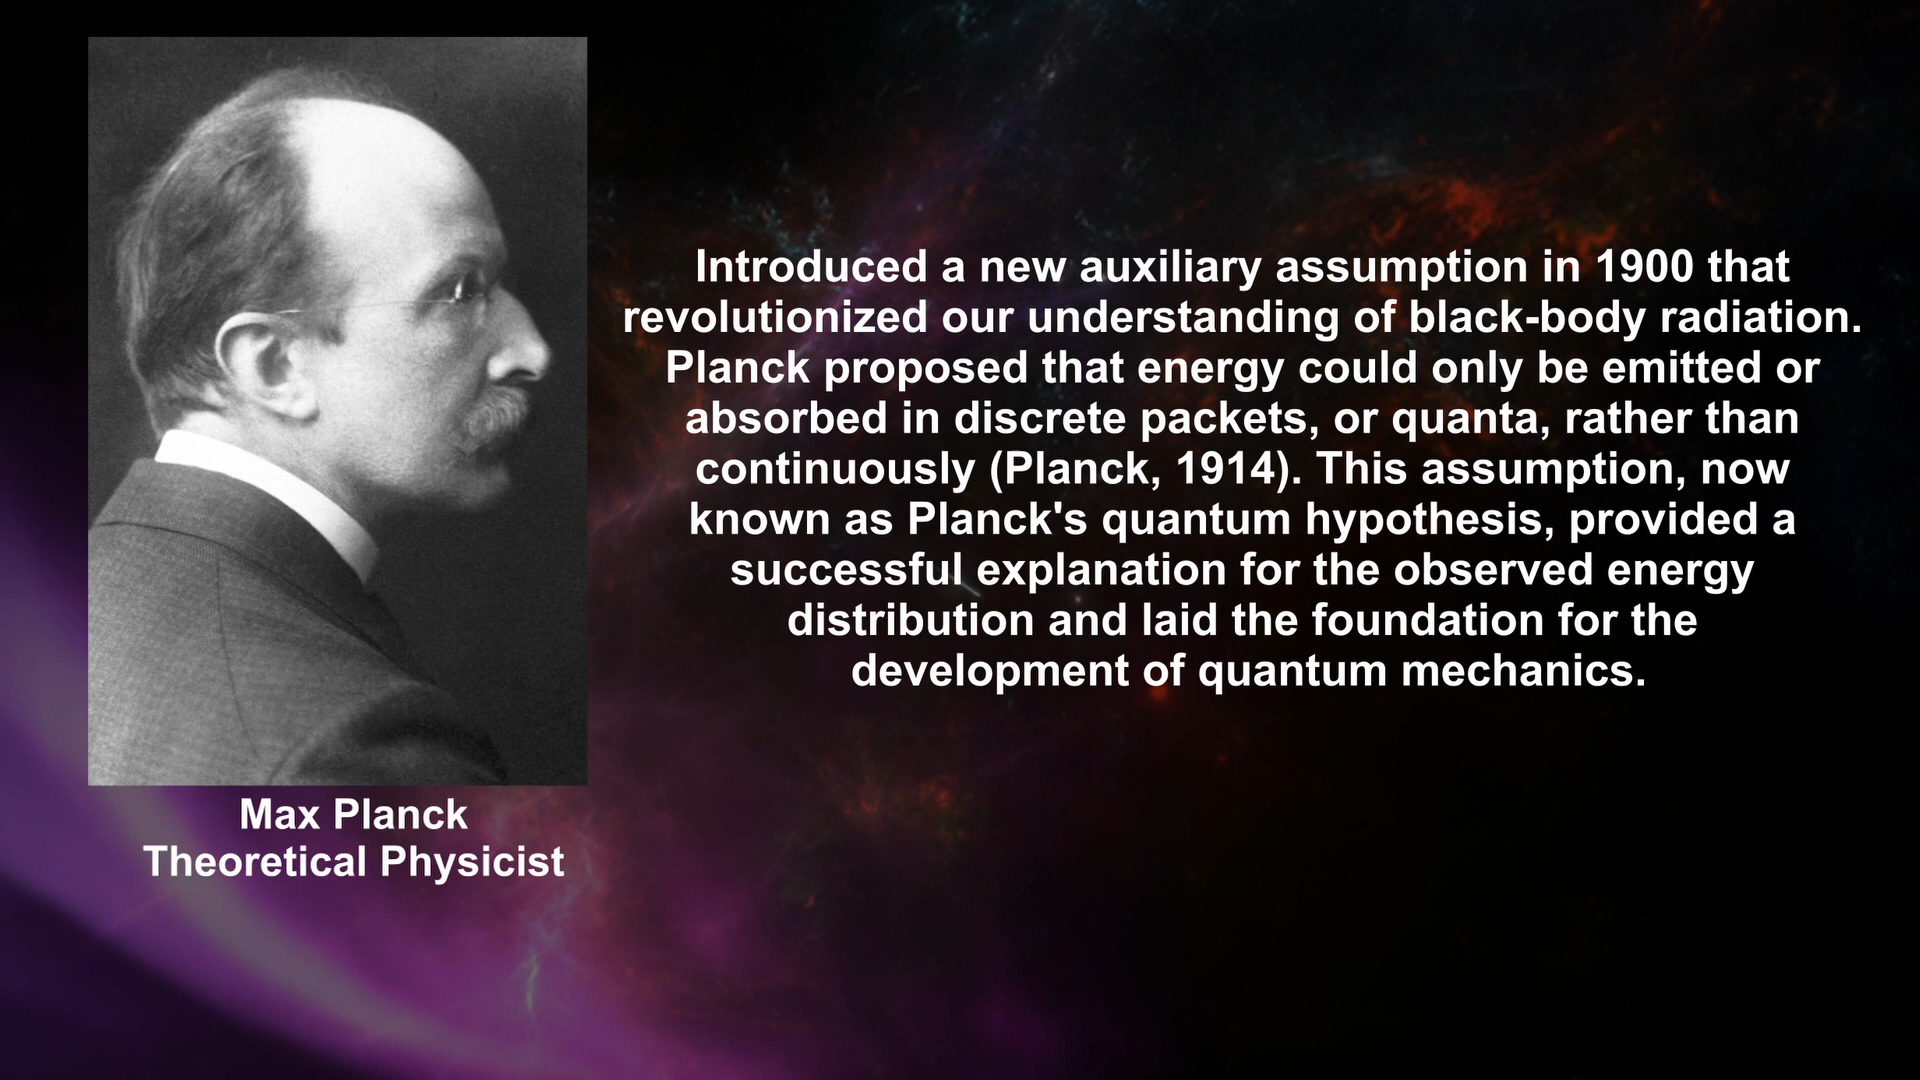 Introduced a new auxiliary assumption in 1900 that
revolutionized our understanding of black-body radiation.
Planck proposed that energy could only be emitted or
absorbed in discrete packets, or quanta, rather than
continuously (Planck, 1914). This assumption, now
known as Planck's quantum hypothesis, provided a
successful explanation for the observed energy
distribution and laid the foundation for the
development of quantum mechanics.
Max Planck
Theoretical Physicist